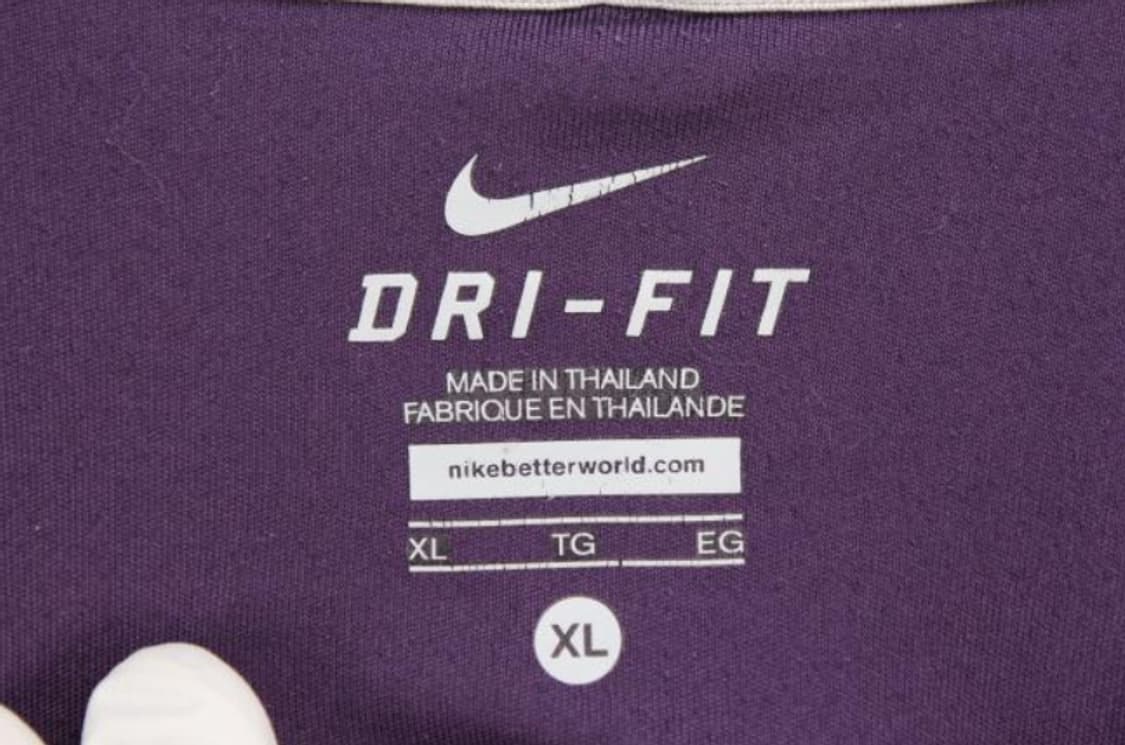 DRI-FIT
MADE IN THAILAND
FABRIQUE EN THAILANDE
nikebetterworld.com
XL TG EG
XL